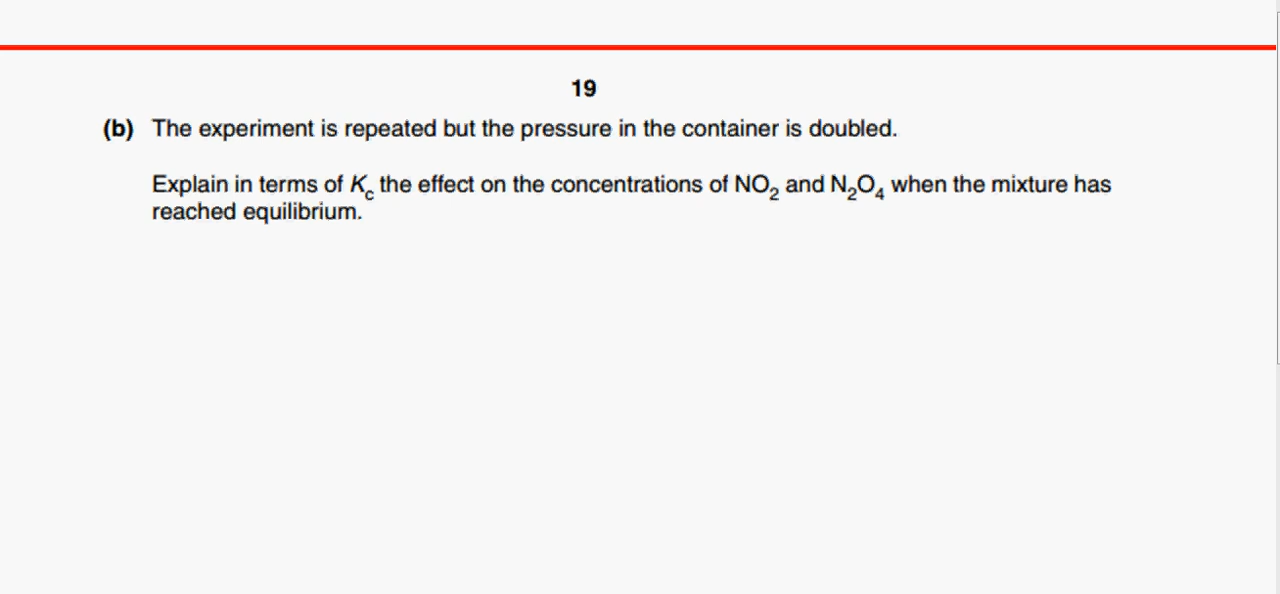 19
(b) The experiment is repeated but the pressure in the container is doubled.
Explain in terms of Kc the effect on the concentrations of NO2 and N2O4 when the mixture has
reached equilibrium.